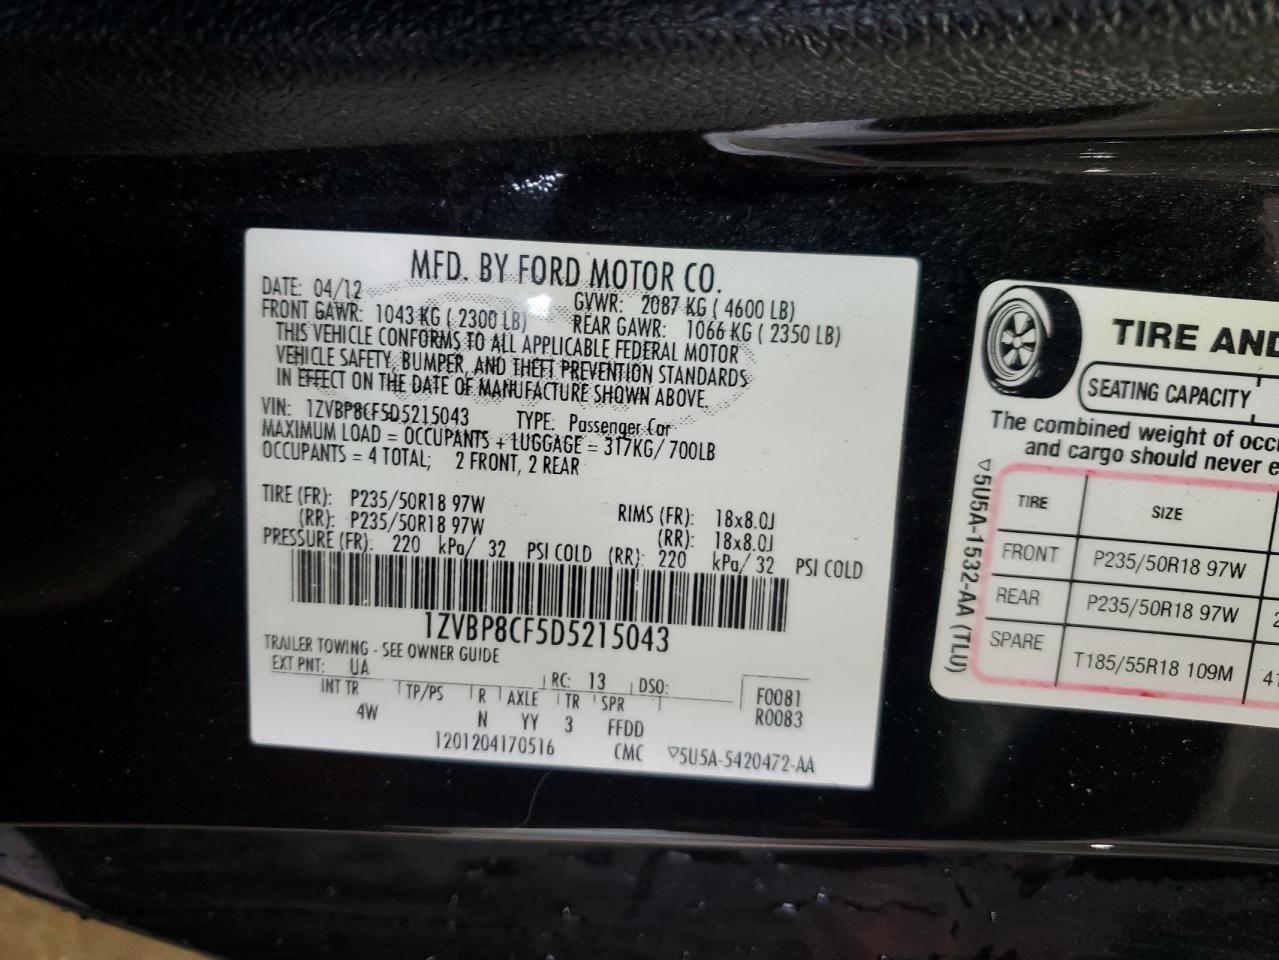 MFD. BY FORD MOTOR CO.
DATE: 04/12 GVWR: 2087 KG ( 4600 LB)
FRONT GAWR: 1043 KG ( 2300 LB) REAR GAWR: 1066 KG ( 2350 LB)
THIS VEHICLE CONFORMS TO ALL APPLICABLE FEDERAL MOTOR
VEHICLE SAFETY, BUMPER, AND THEFT PREVENTION STANDARDS
IN EFFECT ON THE DATE OF MANUFACTURE SHOWN ABOVE.
VIN: 1ZVBP8CF5D5215043 TYPE: Passenger Car
MAXIMUM LOAD = OCCUPANTS + LUGGAGE = 317KG/ 700LB
OCCUPANTS = 4 TOTAL; 2 FRONT, 2 REAR
TIRE (FR): P235/50R18 97W RIMS (FR): 18x8.0J
(RR): P235/50R18 97W (RR): 18x8.0J
PRESSURE (FR): 220 kPa/ 32 PSI COLD (RR): 220 kPa/ 32 PSI COLD
1ZVBP8CF5D5215043
TRAILER TOWING - SEE OWNER GUIDE
EXT PNT: UA RC: 13 DSO: F0081
INT TR TP/PS R AXLE TR SPR R0083
4W N YY 3 FFDD
1201204170516 CMC ▽5U5A-5420472-AA
TIRE AND
SEATING CAPACITY
The combined weight of occu
and cargo should never e
TIRE SIZE
FRONT P235/50R18 97W
REAR P235/50R18 97W 2
SPARE T185/55R18 109M 41
▽5U5A-1532-AA (TLU)